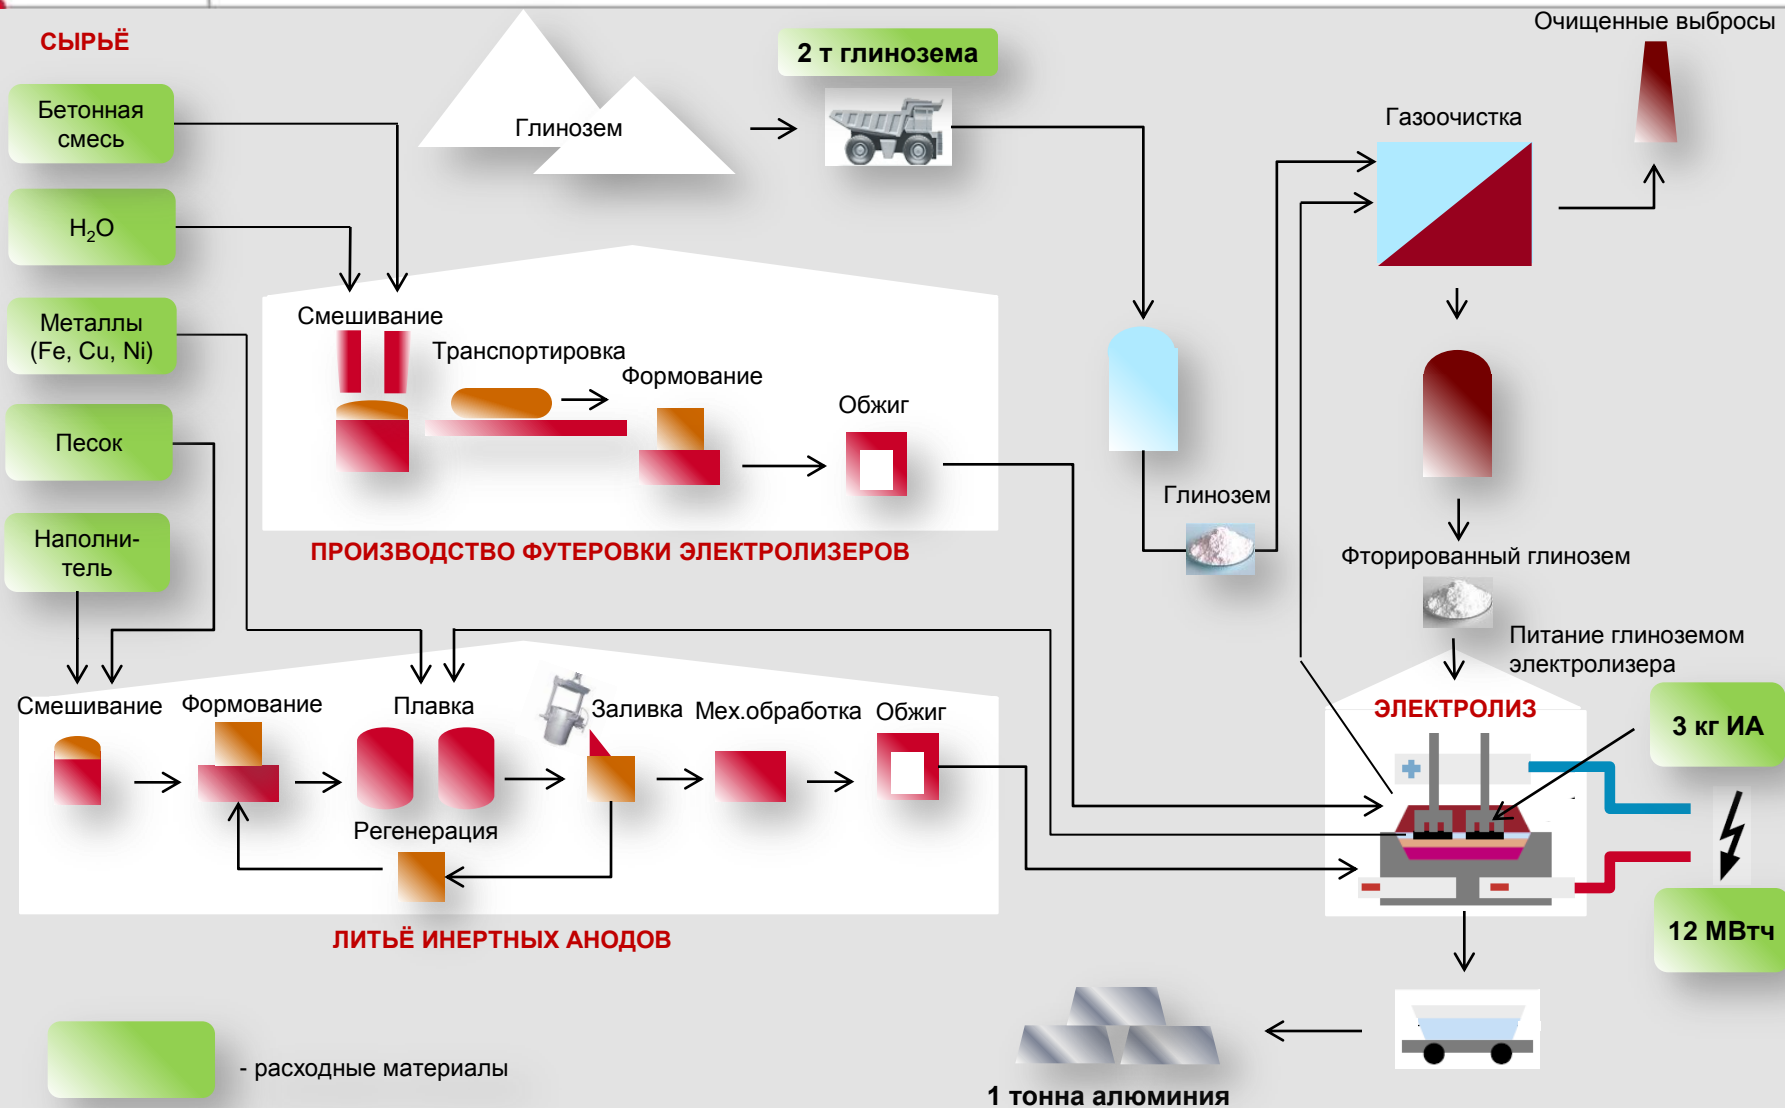 СЫРЬЁ
Бетонная
смесь
H₂O
Металлы
(Fe, Cu, Ni)
Песок
Наполни-
тель
Глинозем
2 т глинозема
Очищенные выбросы
Газоочистка
Смешивание
Транспортировка
Формование
Обжиг
ПРОИЗВОДСТВО ФУТЕРОВКИ ЭЛЕКТРОЛИЗЕРОВ
Глинозем
Фторированный глинозем
Питание глиноземом
электролизера
ЭЛЕКТРОЛИЗ
3 кг ИА
12 МВтч
Смешивание
Формование
Плавка
Заливка
Мех.обработка
Обжиг
Регенерация
ЛИТЬЁ ИНЕРТНЫХ АНОДОВ
- расходные материалы
1 тонна алюминия